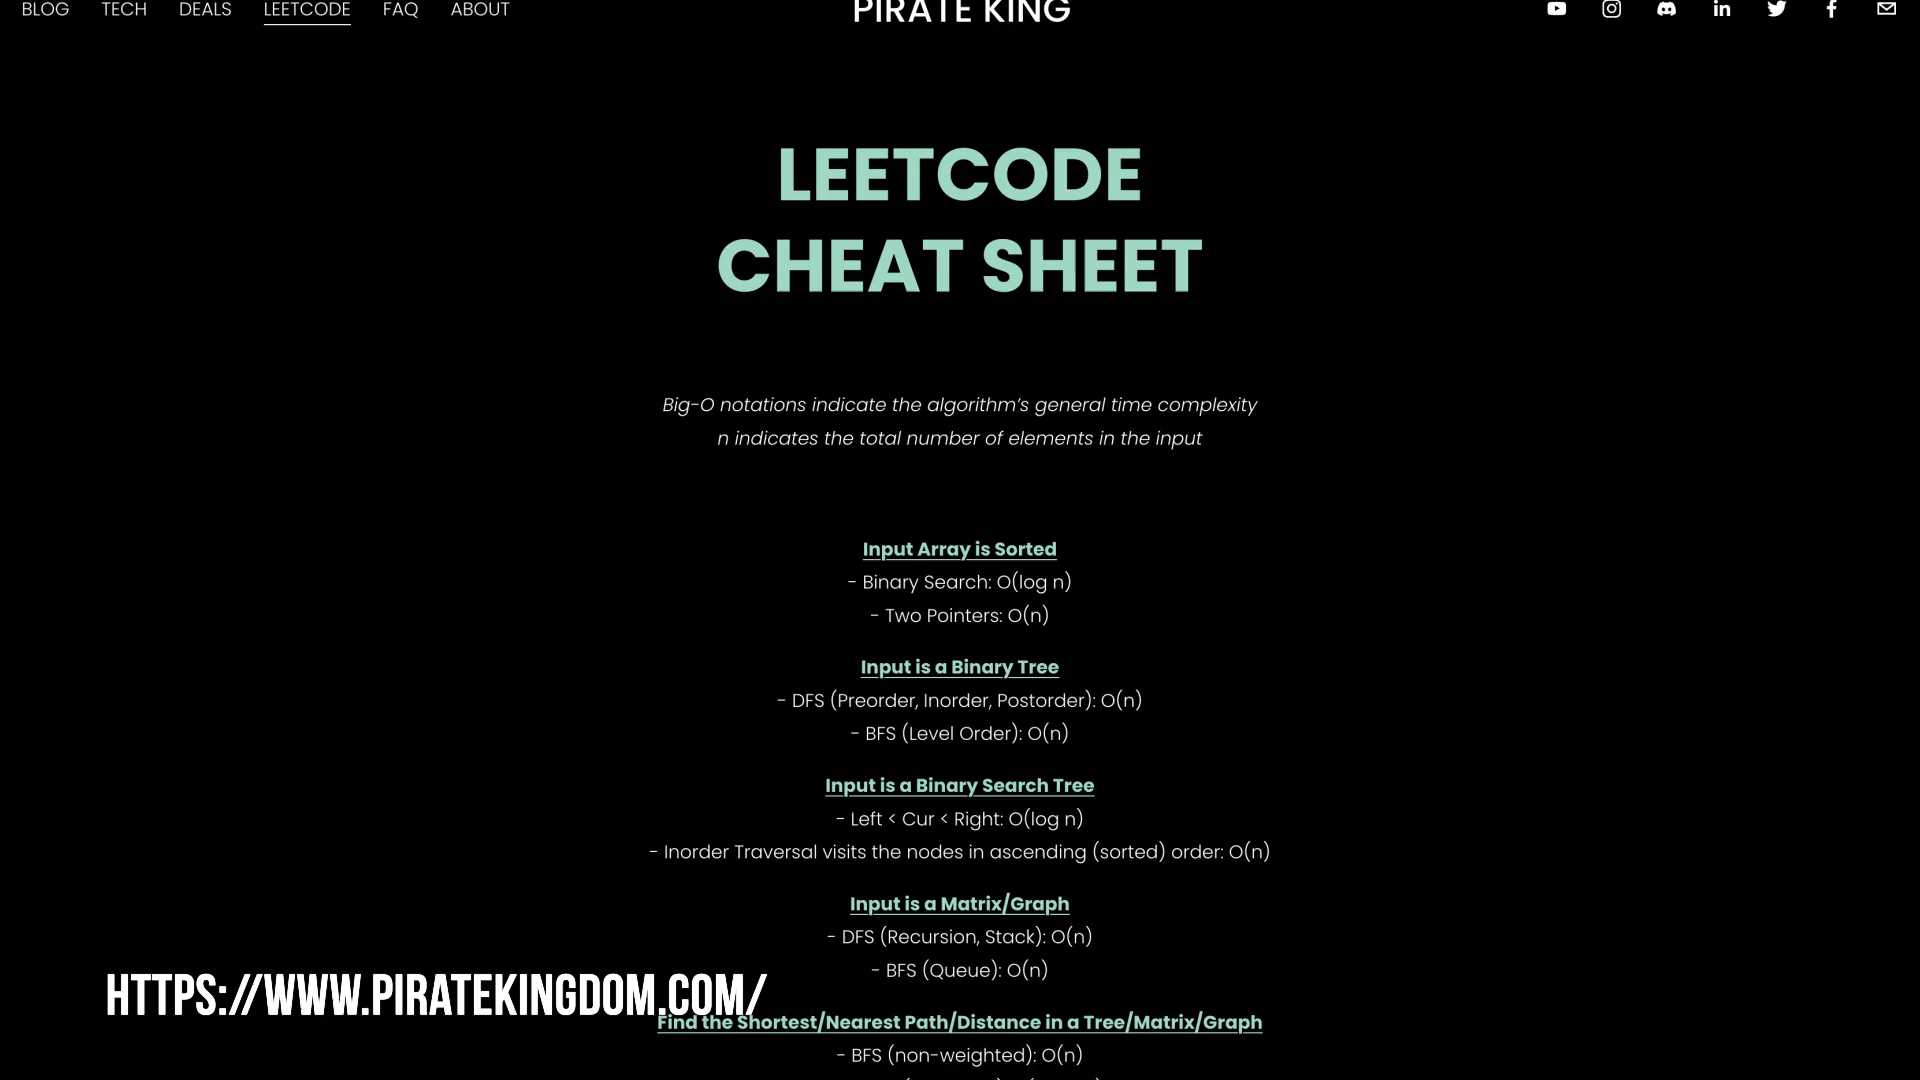 BLOG TECH DEALS LEETCODE FAQ ABOUT
PIRATE KING
LEETCODE
CHEAT SHEET
Big-O notations indicate the algorithm's general time complexity
n indicates the total number of elements in the input
Input Array is Sorted
- Binary Search: O(log n)
- Two Pointers: O(n)
Input is a Binary Tree
- DFS (Preorder, Inorder, Postorder): O(n)
- BFS (Level Order): O(n)
Input is a Binary Search Tree
- Left < Cur < Right: O(log n)
- Inorder Traversal visits the nodes in ascending (sorted) order: O(n)
Input is a Matrix/Graph
- DFS (Recursion, Stack): O(n)
- BFS (Queue): O(n)
HTTPS://WWW.PIRATEKINGDOM.COM/
Find the Shortest/Nearest Path/Distance in a Tree/Matrix/Graph
- BFS (non-weighted): O(n)